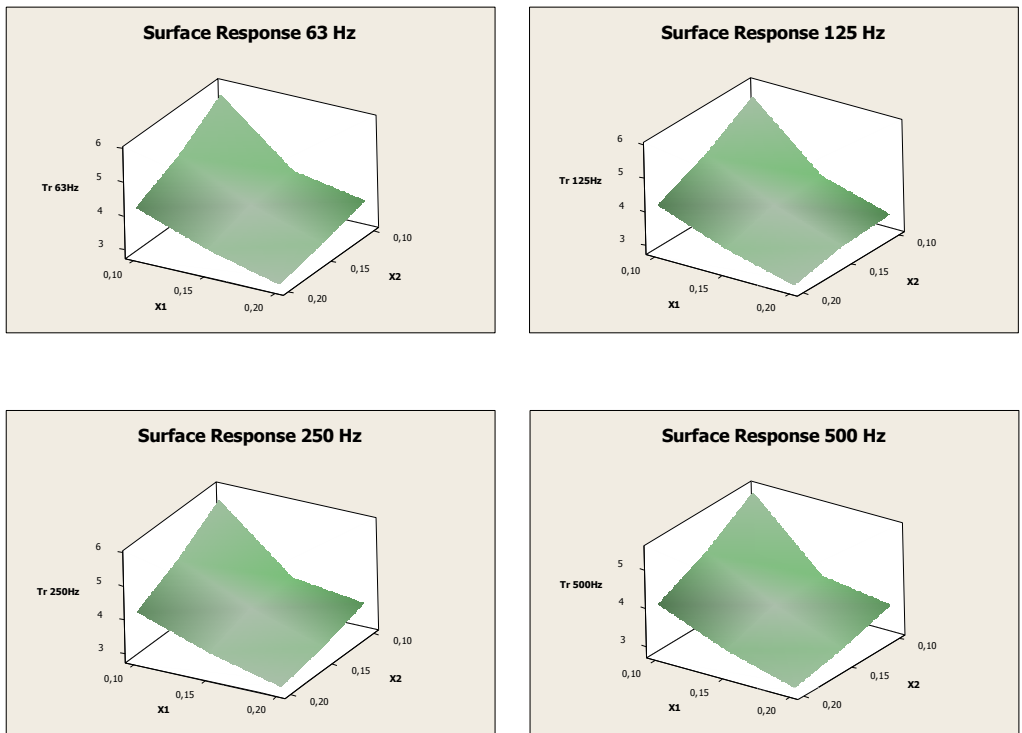 Surface Response 63 Hz
6
5
Tr 63Hz
4
3
0,10
0,15
X1
0,20
0,20
0,15
X2
0,10
Surface Response 125 Hz
6
5
Tr 125Hz
4
3
0,10
0,15
X1
0,20
0,20
0,15
X2
0,10
Surface Response 250 Hz
6
5
Tr 250Hz
4
3
0,10
0,15
X1
0,20
0,20
0,15
X2
0,10
Surface Response 500 Hz
5
Tr 500Hz
4
3
0,10
0,15
X1
0,20
0,20
0,15
X2
0,10